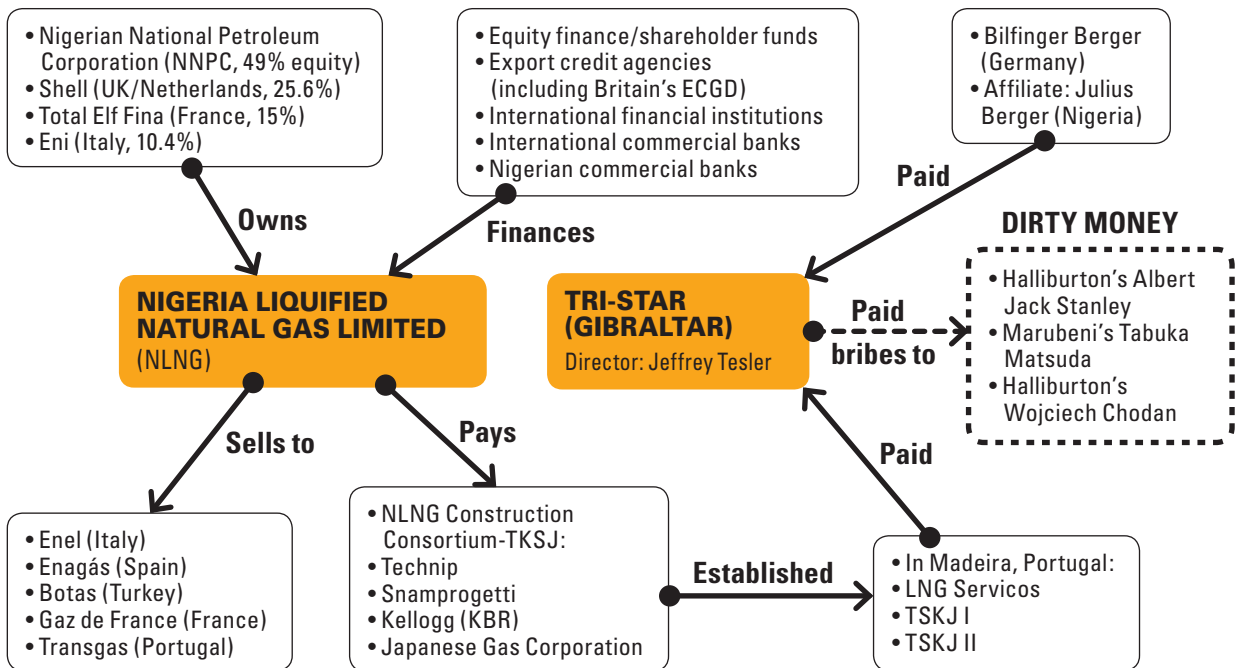 • Nigerian National Petroleum
Corporation (NNPC, 49% equity)
• Shell (UK/Netherlands, 25.6%)
• Total Elf Fina (France, 15%)
• Eni (Italy, 10.4%)
• Equity finance/shareholder funds
• Export credit agencies
(including Britain's ECGD)
• International financial institutions
• International commercial banks
• Nigerian commercial banks
• Bilfinger Berger
(Germany)
• Affiliate: Julius
Berger (Nigeria)
Owns
Finances
Paid
NIGERIA LIQUIFIED
NATURAL GAS LIMITED
(NLNG)
TRI-STAR
(GIBRALTAR)
Director: Jeffrey Tesler
Paid
bribes to
DIRTY MONEY
• Halliburton's Albert
Jack Stanley
• Marubeni's Tabuka
Matsuda
• Halliburton's
Wojciech Chodan
Sells to
Pays
Paid
• Enel (Italy)
• Enagás (Spain)
• Botas (Turkey)
• Gaz de France (France)
• Transgas (Portugal)
• NLNG Construction
Consortium-TKSJ:
• Technip
• Snamprogetti
• Kellogg (KBR)
• Japanese Gas Corporation
Established
• In Madeira, Portugal:
• LNG Servicos
• TSKJ I
• TSKJ II